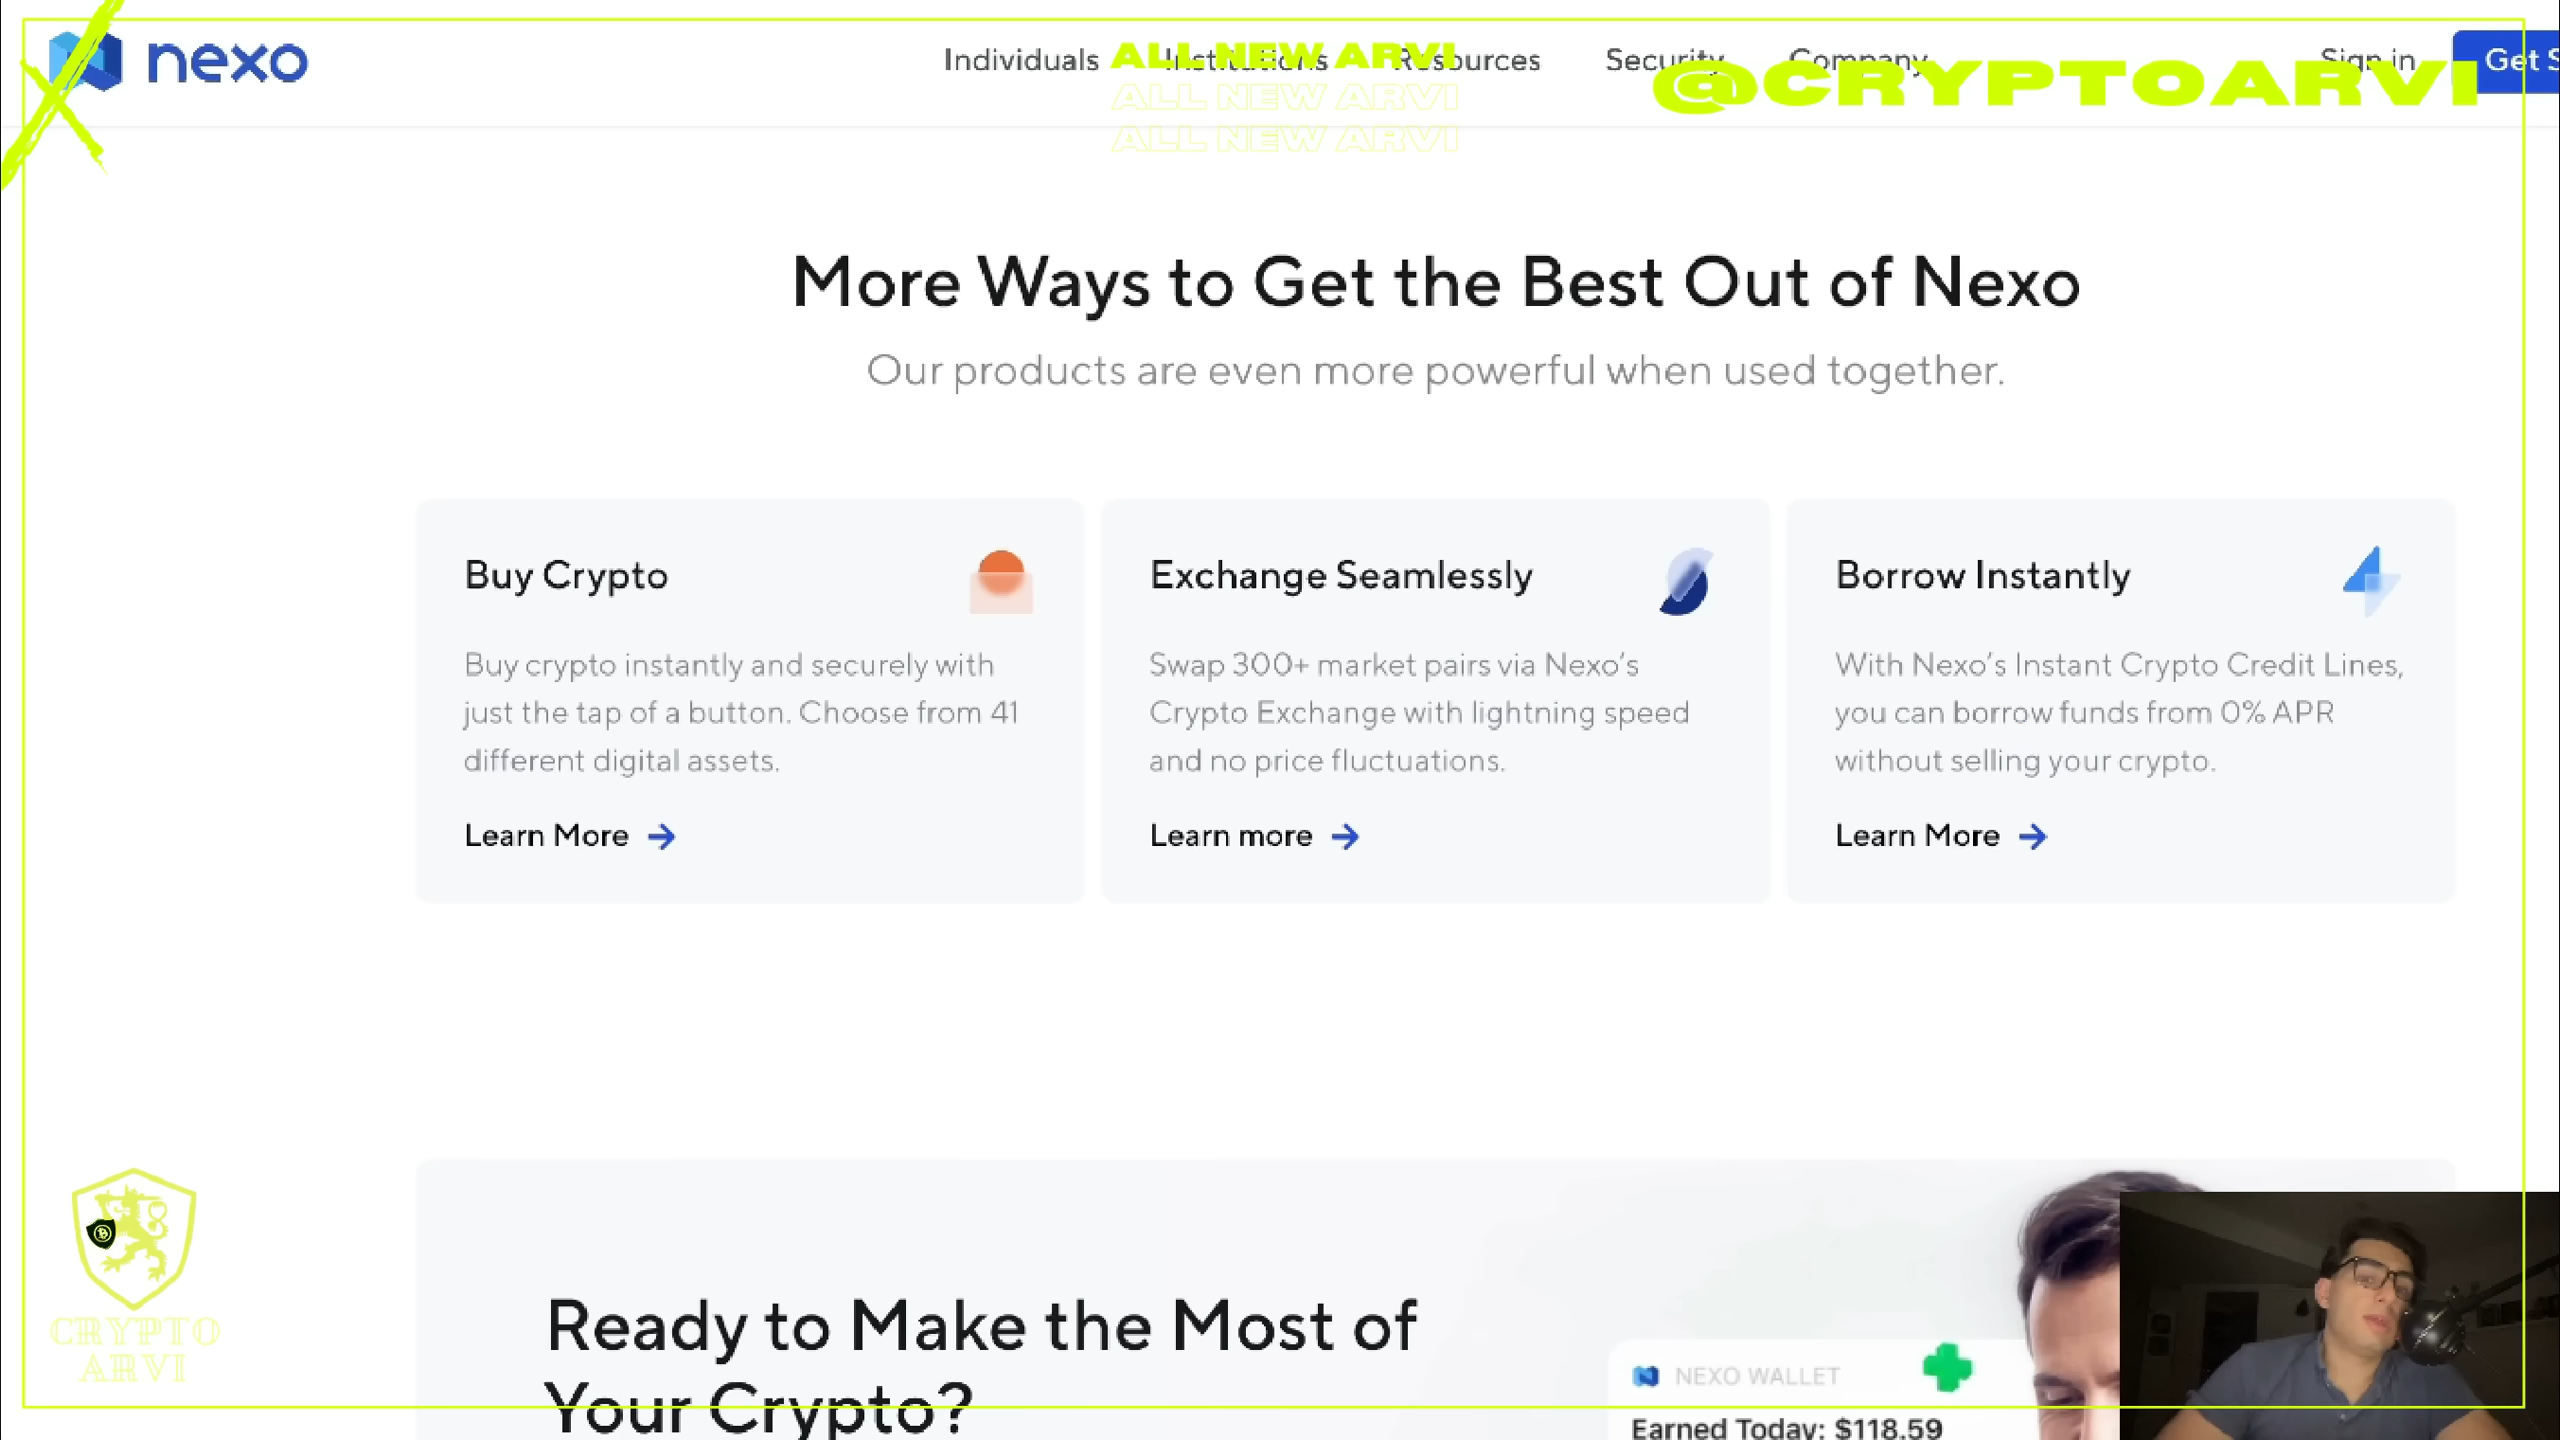 nexo
Individuals Institutions Resources Security Company Sign in Get S
ALL NEW ARVI
ALL NEW ARVI
ALL NEW ARVI
@CRYPTOARVI
More Ways to Get the Best Out of Nexo
Our products are even more powerful when used together.
Buy Crypto
Buy crypto instantly and securely with
just the tap of a button. Choose from 41
different digital assets.
Learn More
Exchange Seamlessly
Swap 300+ market pairs via Nexo's
Crypto Exchange with lightning speed
and no price fluctuations.
Learn more
Borrow Instantly
With Nexo's Instant Crypto Credit Lines,
you can borrow funds from 0% APR
without selling your crypto.
Learn More
CRYPTO
ARVI
Ready to Make the Most of
Your Crypto?
NEXO WALLET
Earned Today: $118.59